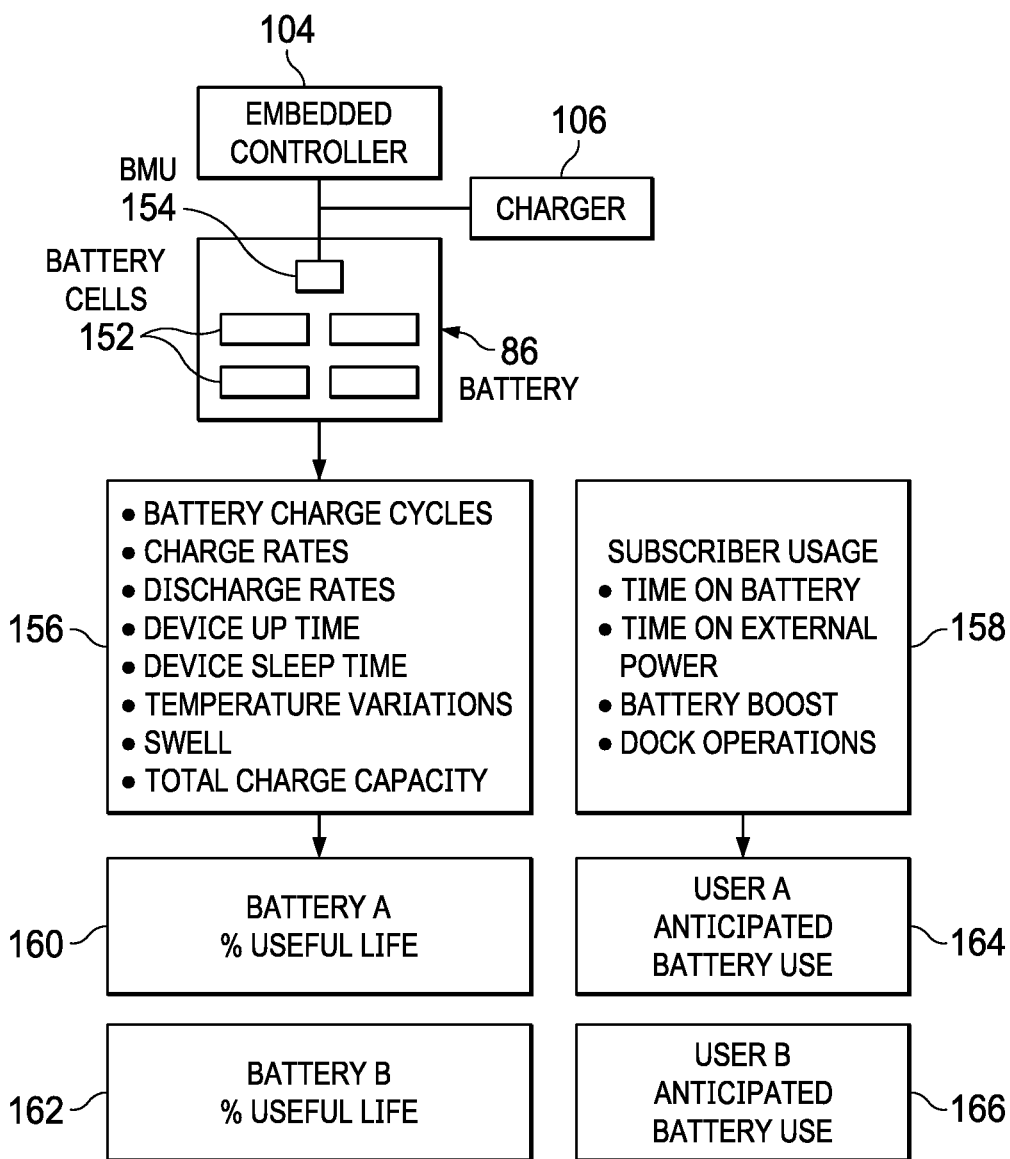 104
EMBEDDED
CONTROLLER
106
CHARGER
BMU
154
BATTERY
CELLS
152
86
BATTERY
156
• BATTERY CHARGE CYCLES
• CHARGE RATES
• DISCHARGE RATES
• DEVICE UP TIME
• DEVICE SLEEP TIME
• TEMPERATURE VARIATIONS
• SWELL
• TOTAL CHARGE CAPACITY
SUBSCRIBER USAGE
• TIME ON BATTERY
• TIME ON EXTERNAL
POWER
• BATTERY BOOST
• DOCK OPERATIONS
158
160
BATTERY A
% USEFUL LIFE
USER A
ANTICIPATED
BATTERY USE
164
162
BATTERY B
% USEFUL LIFE
USER B
ANTICIPATED
BATTERY USE
166